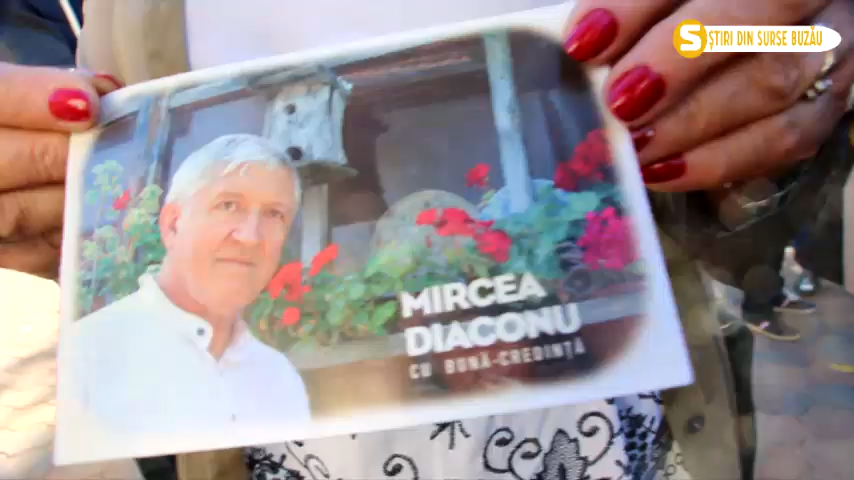 ȘTIRI DIN SURSE BUZĂU
MIRCEA
DIACONU
CU BUNĂ-CREDINȚĂ